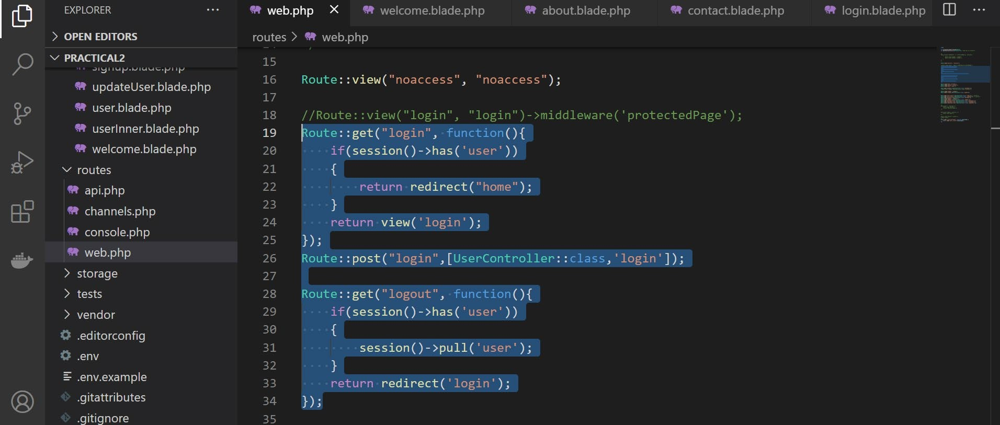 EXPLORER
OPEN EDITORS
PRACTICAL2
signup.blade.php
updateUser.blade.php
user.blade.php
userInner.blade.php
welcome.blade.php
routes
api.php
channels.php
console.php
web.php
storage
tests
vendor
.editorconfig
.env
.env.example
.gitattributes
.gitignore
web.php
welcome.blade.php
about.blade.php
contact.blade.php
login.blade.php
routes > web.php
15
16 Route::view("noaccess", "noaccess");
17
18 //Route::view("login", "login")->middleware('protectedPage');
19 Route::get("login", function(){
20     if(session()->has('user'))
21     {
22         return redirect("home");
23     }
24     return view('login');
25 });
26 Route::post("login",[UserController::class,'login']);
27
28 Route::get("logout", function(){
29     if(session()->has('user'))
30     {
31         session()->pull('user');
32     }
33     return redirect('login');
34 });
35